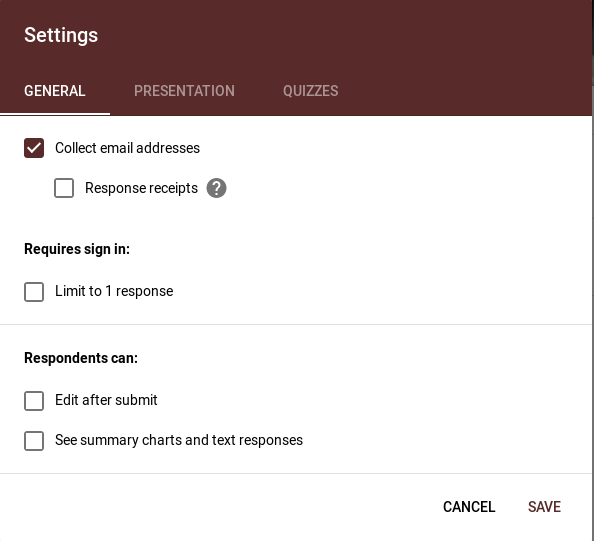 Settings
GENERAL PRESENTATION QUIZZES
Collect email addresses
Response receipts ?
Requires sign in:
Limit to 1 response
Respondents can:
Edit after submit
See summary charts and text responses
CANCEL SAVE